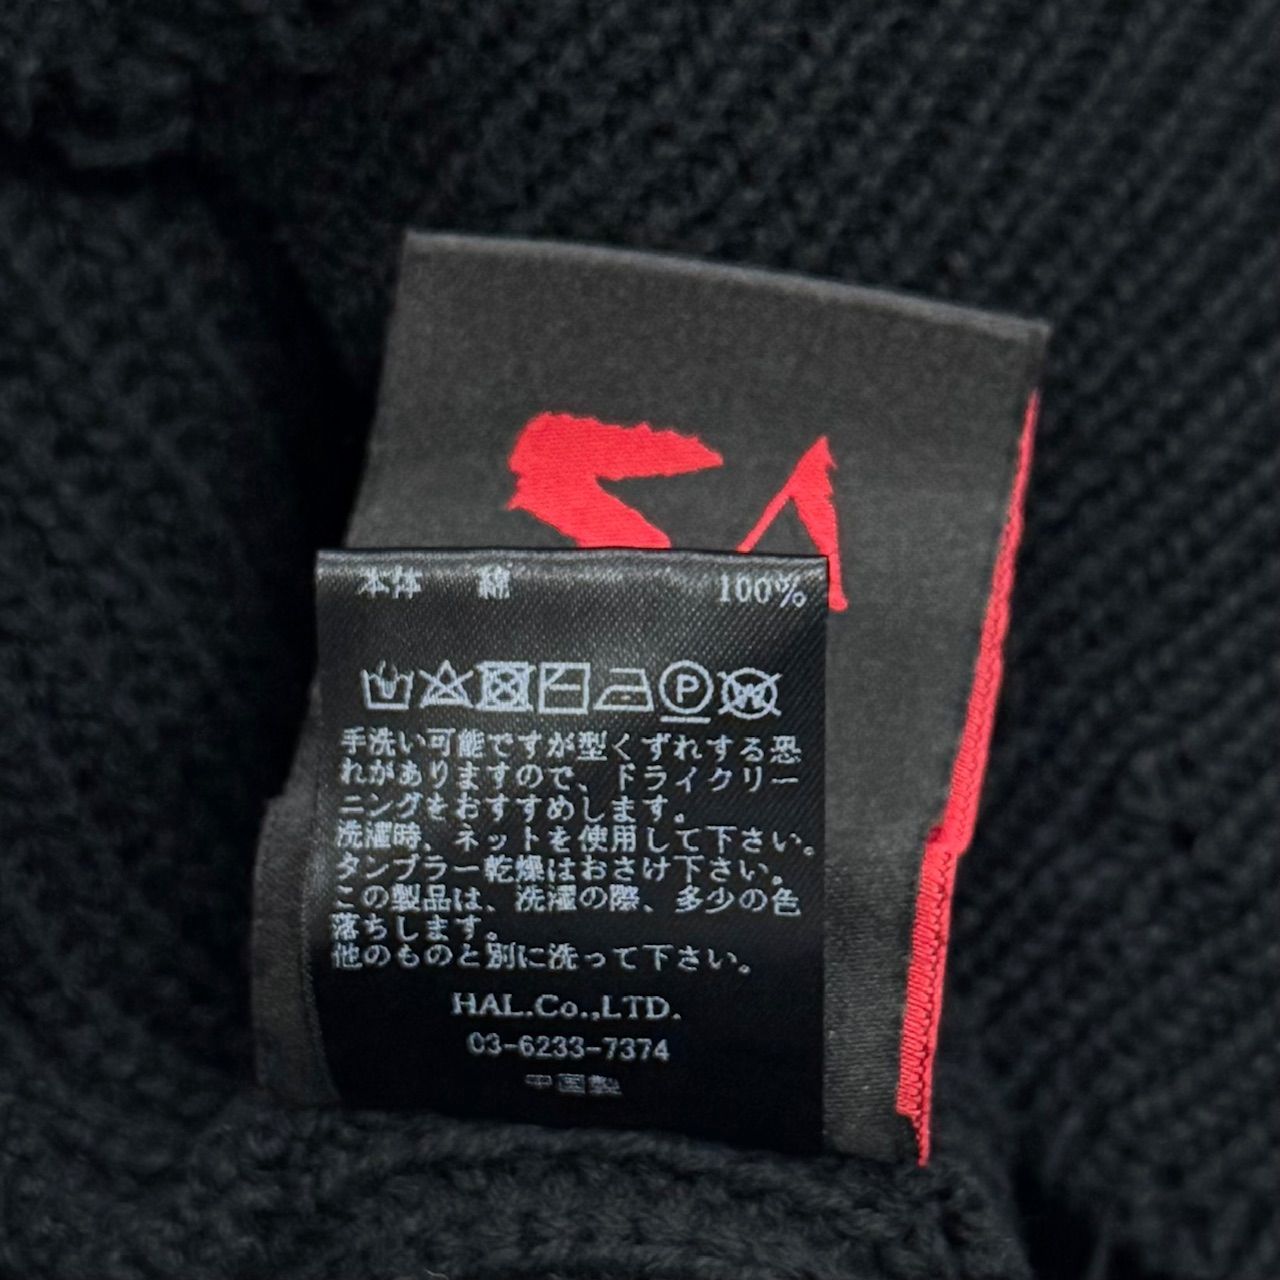 本体 綿 100%
P W
手洗い可能ですが型くずれする恐
れがありますので、ドライクリー
ニングをおすすめします。
洗濯時、ネットを使用して下さい。
タンブラー乾燥はおさけ下さい。
この製品は、洗濯の際、多少の色
落ちします。
他のものと別に洗って下さい。
HAL.Co.,LTD.
03-6233-7374
中国製